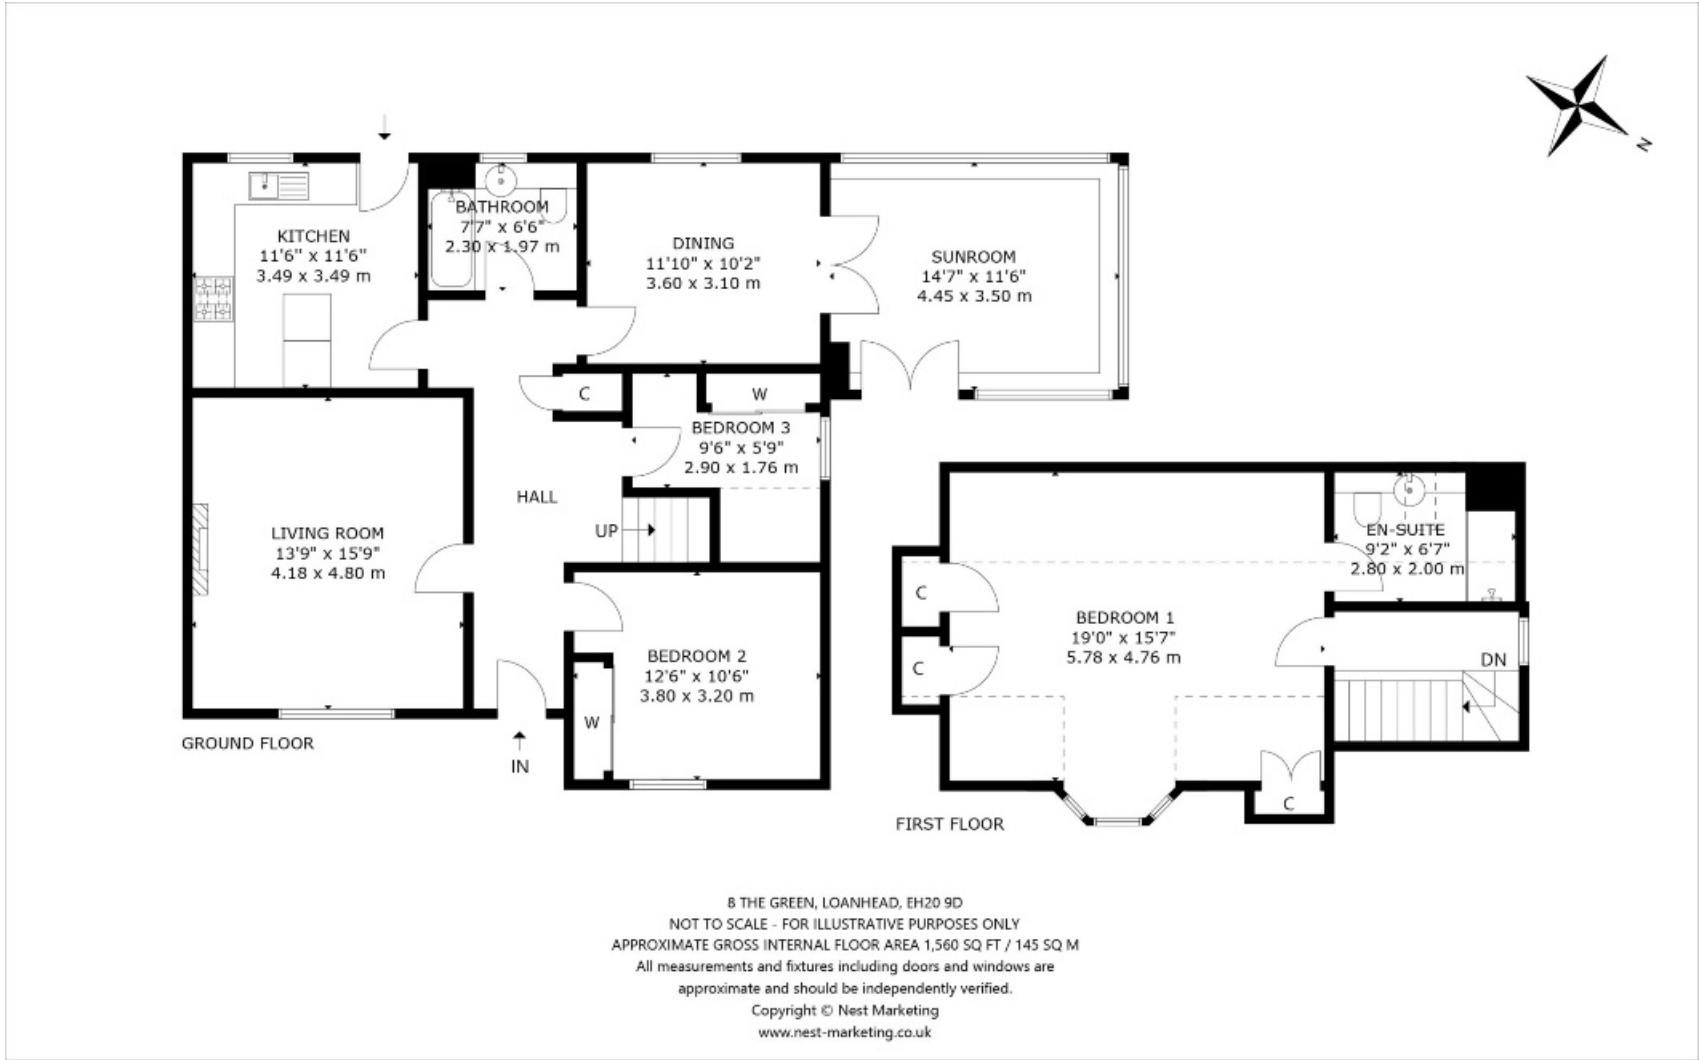 N
KITCHEN
11'6" x 11'6"
3.49 x 3.49 m
BATHROOM
7'7" x 6'6"
2.30 x 1.97 m
DINING
11'10" x 10'2"
3.60 x 3.10 m
SUNROOM
14'7" x 11'6"
4.45 x 3.50 m
C
W
BEDROOM 3
9'6" x 5'9"
2.90 x 1.76 m
HALL
UP
LIVING ROOM
13'9" x 15'9"
4.18 x 4.80 m
BEDROOM 2
12'6" x 10'6"
3.80 x 3.20 m
W
IN
GROUND FLOOR
EN-SUITE
9'2" x 6'7"
2.80 x 2.00 m
C
C
BEDROOM 1
19'0" x 15'7"
5.78 x 4.76 m
DN
C
FIRST FLOOR
8 THE GREEN, LOANHEAD, EH20 9D
NOT TO SCALE - FOR ILLUSTRATIVE PURPOSES ONLY
APPROXIMATE GROSS INTERNAL FLOOR AREA 1,560 SQ FT / 145 SQ M
All measurements and fixtures including doors and windows are
approximate and should be independently verified.
Copyright © Nest Marketing
www.nest-marketing.co.uk